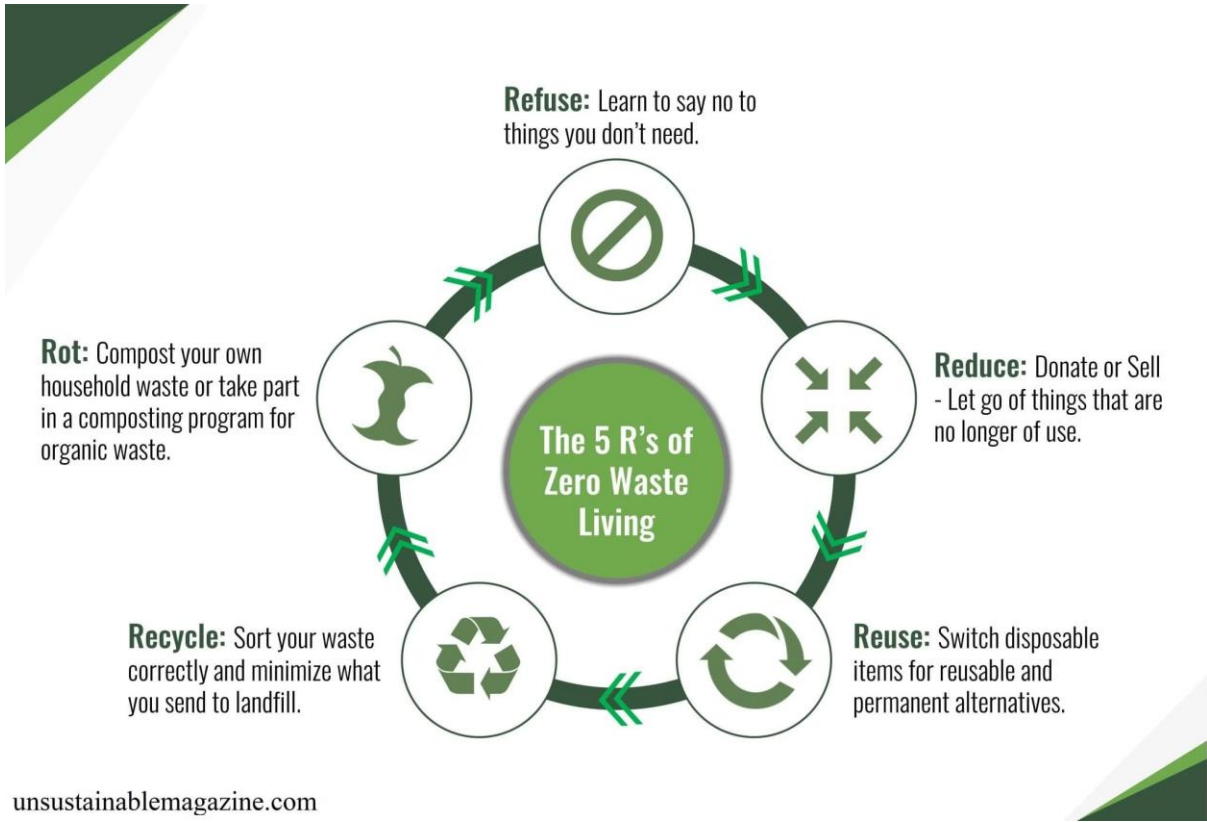 Refuse: Learn to say no to
things you don’t need.
Reduce: Donate or Sell
- Let go of things that are
no longer of use.
Reuse: Switch disposable
items for reusable and
permanent alternatives.
Recycle: Sort your waste
correctly and minimize what
you send to landfill.
Rot: Compost your own
household waste or take part
in a composting program for
organic waste.
The 5 R’s of
Zero Waste
Living
unsustainablemagazine.com